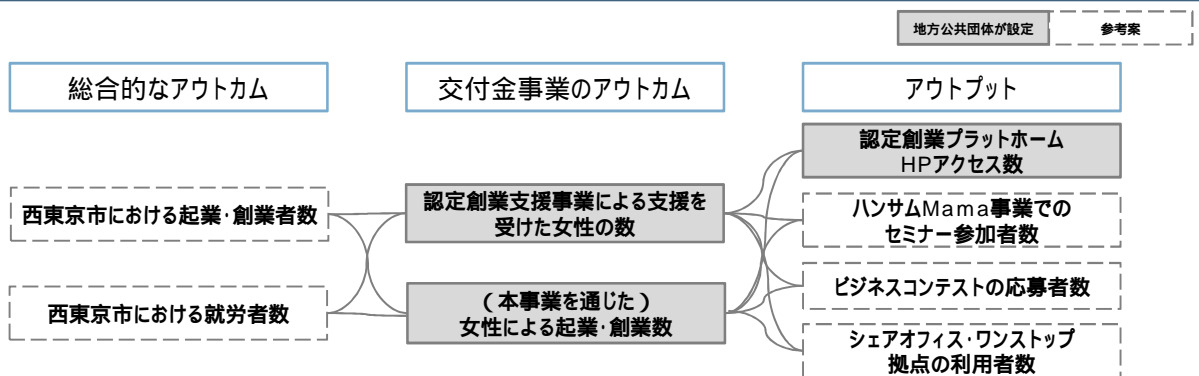 地方公共団体が設定
参考案
総合的なアウトカム
交付金事業のアウトカム
アウトプット
認定創業プラットホーム
HPアクセス数
西東京市における起業・創業者数
認定創業支援事業による支援を
受けた女性の数
ハンサムMama事業での
セミナー参加者数
西東京市における就労者数
(本事業を通じた)
女性による起業・創業数
ビジネスコンテストの応募者数
シェアオフィス・ワンストップ
拠点の利用者数